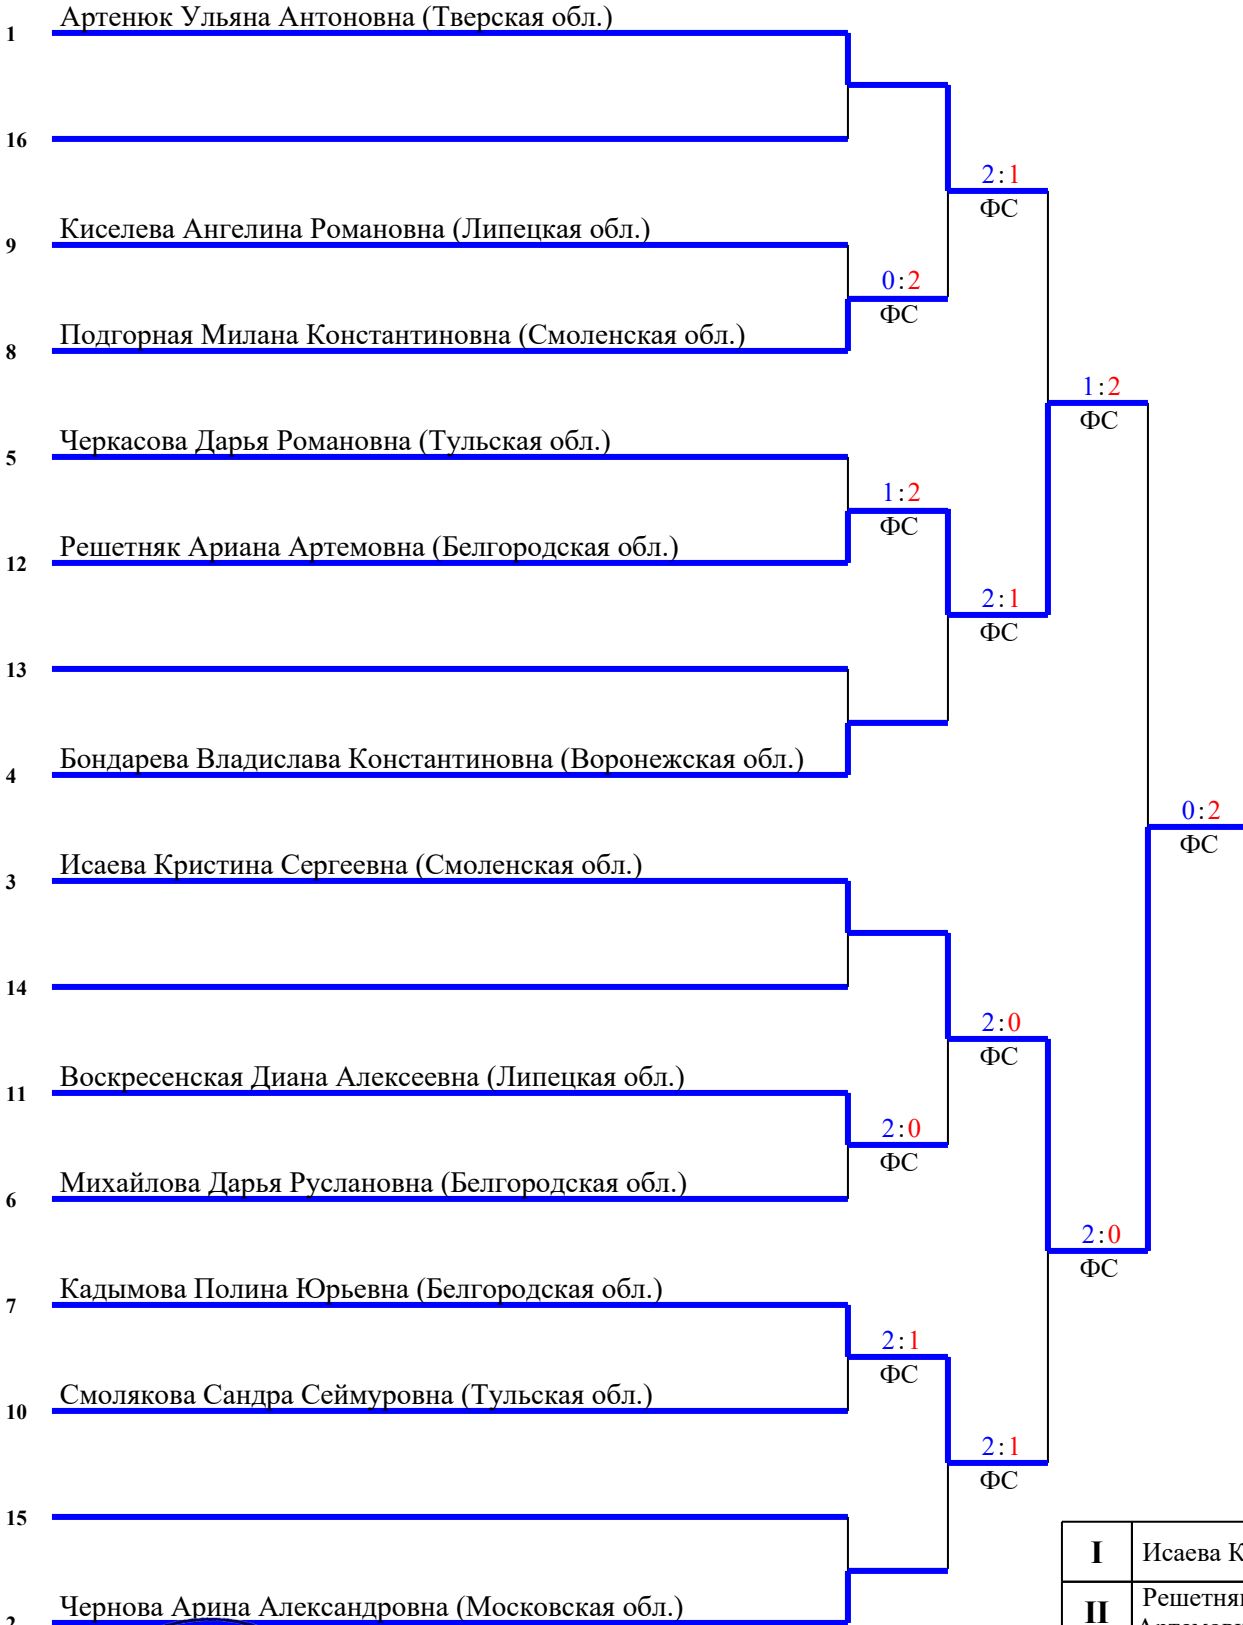 Артенюк Ульяна Антоновна (Тверская обл.)
1
16
2:1
ФС
Киселева Ангелина Романовна (Липецкая обл.)
9
0:2
ФС
Подгорная Милана Константиновна (Смоленская обл.)
8
1:2
ФС
Черкасова Дарья Романовна (Тульская обл.)
5
1:2
ФС
Решетняк Ариана Артемовна (Белгородская обл.)
12
2:1
ФС
13
Бондарева Владислава Константиновна (Воронежская обл.)
4
0:2
ФС
Исаева Кристина Сергеевна (Смоленская обл.)
3
14
2:0
ФС
Воскресенская Диана Алексеевна (Липецкая обл.)
11
2:0
ФС
Михайлова Дарья Руслановна (Белгородская обл.)
6
2:0
ФС
Кадымова Полина Юрьевна (Белгородская обл.)
7
2:1
ФС
Смолякова Сандра Сеймуровна (Тульская обл.)
10
2:1
ФС
15
I Исаева К
Чернова Арина Александровна (Московская обл.)
2
II